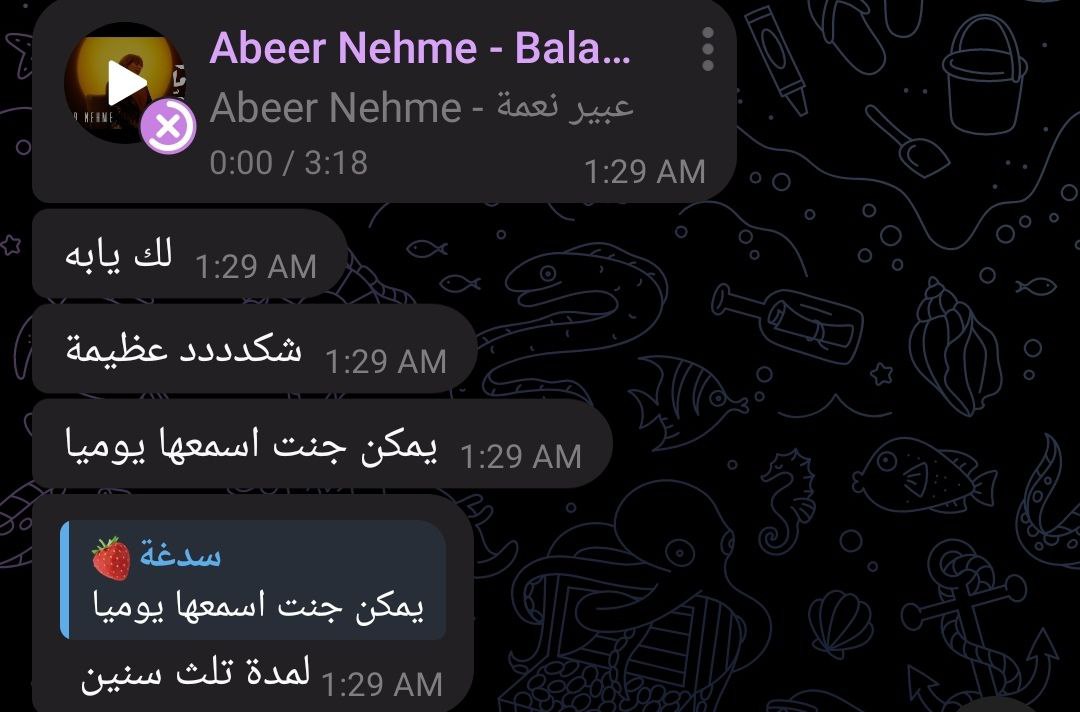 Abeer Nehme - Bala...
Abeer Nehme - عبير نعمة
0:00 / 3:18
1:29 AM
لك يابه
1:29 AM
شكدددد عظيمة
1:29 AM
يمكن جنت اسمعها يوميا
1:29 AM
سدغة 🍓
يمكن جنت اسمعها يوميا
لمدة تلث سنين
1:29 AM